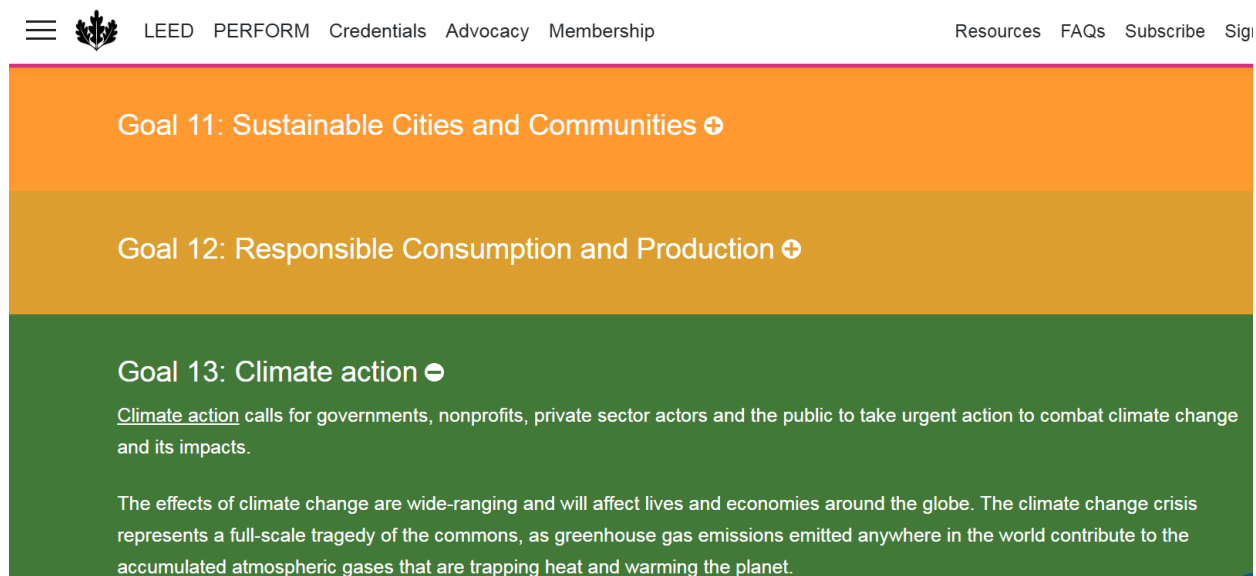 LEED PERFORM Credentials Advocacy Membership Resources FAQs Subscribe
Goal 11: Sustainable Cities and Communities
Goal 12: Responsible Consumption and Production
Goal 13: Climate action
Climate action calls for governments, nonprofits, private sector actors and the public to take urgent action to combat climate change
and its impacts.
The effects of climate change are wide-ranging and will affect lives and economies around the globe. The climate change crisis
represents a full-scale tragedy of the commons, as greenhouse gas emissions emitted anywhere in the world contribute to the
accumulated atmospheric gases that are trapping heat and warming the planet.